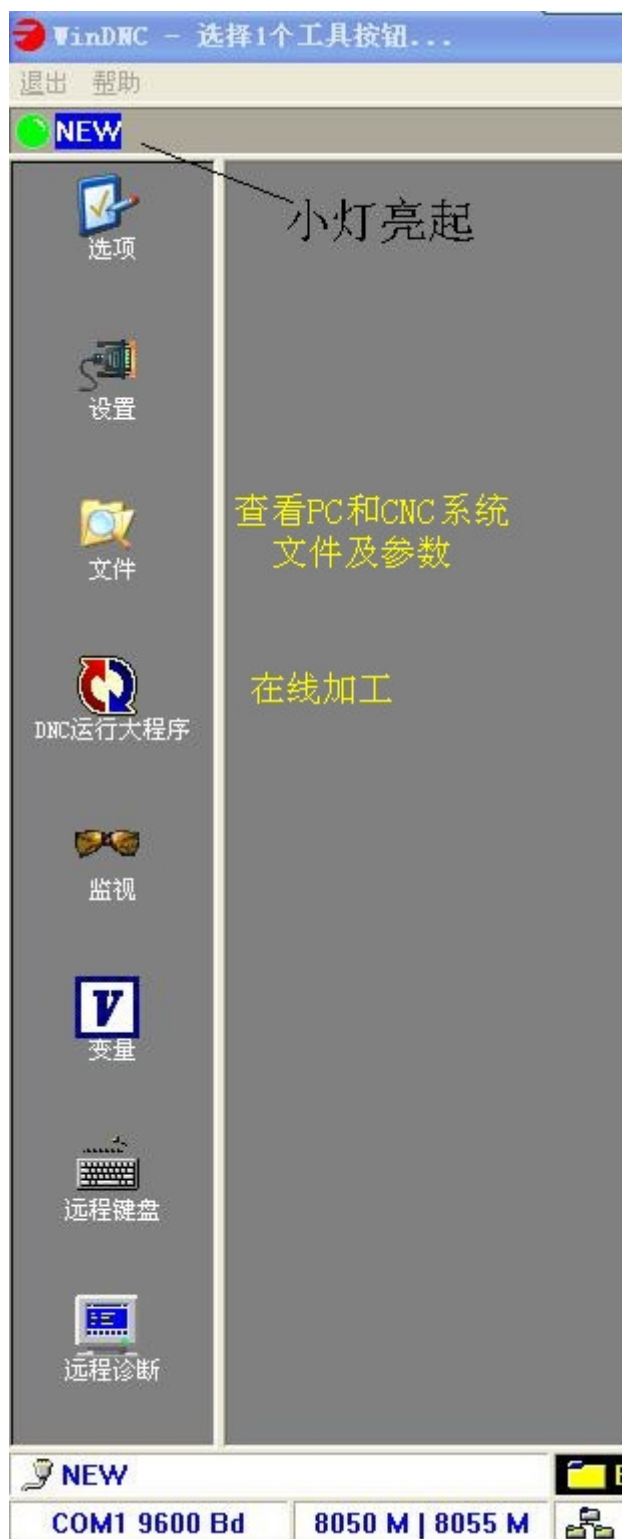 WinDNC - 选择1个工具按钮...
退出 帮助
NEW
小灯亮起
选项
设置
查看PC和CNC系统
文件及参数
文件
在线加工
DNC运行大程序
监视
V
变量
远程键盘
远程诊断
NEW
COM1 9600 Bd 8050 M | 8055 M